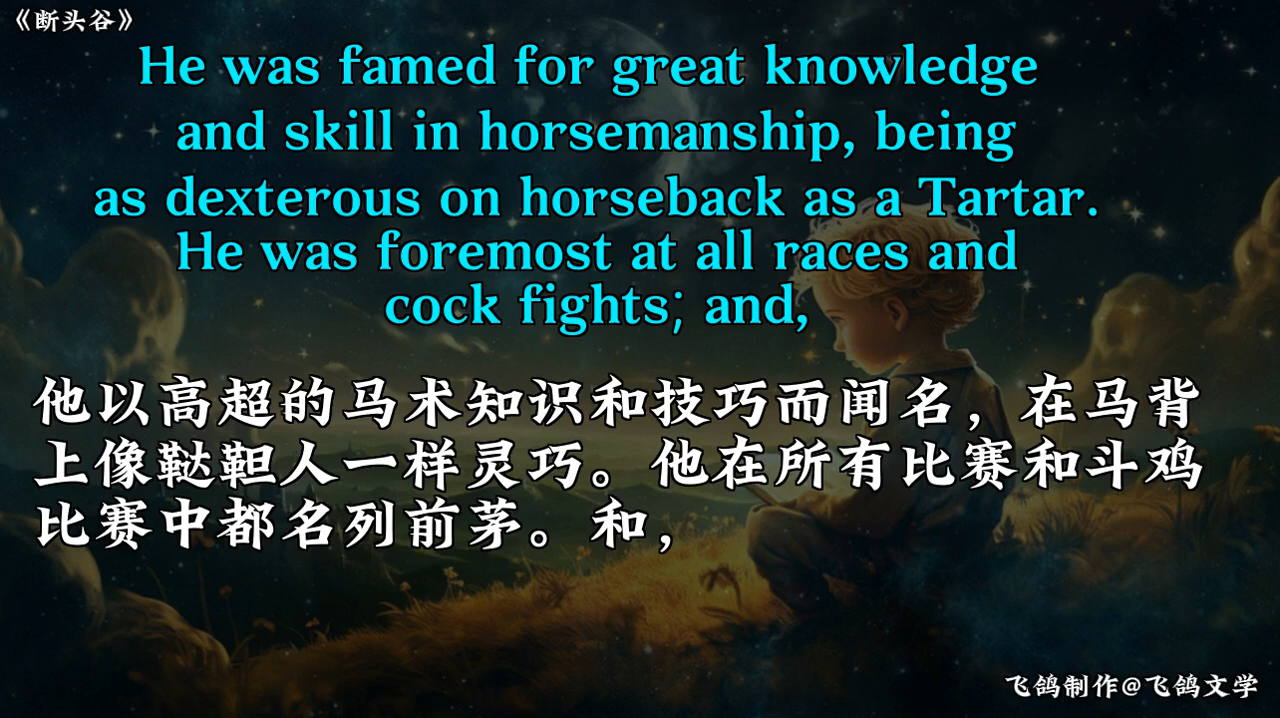 《断头谷》
He was famed for great knowledge
and skill in horsemanship, being
as dexterous on horseback as a Tartar.
He was foremost at all races and
cock fights; and,
他以高超的马术知识和技巧而闻名，在马背
上像鞑靼人一样灵巧。他在所有比赛和斗鸡
比赛中都名列前茅。和，
飞鸽制作@飞鸽文学